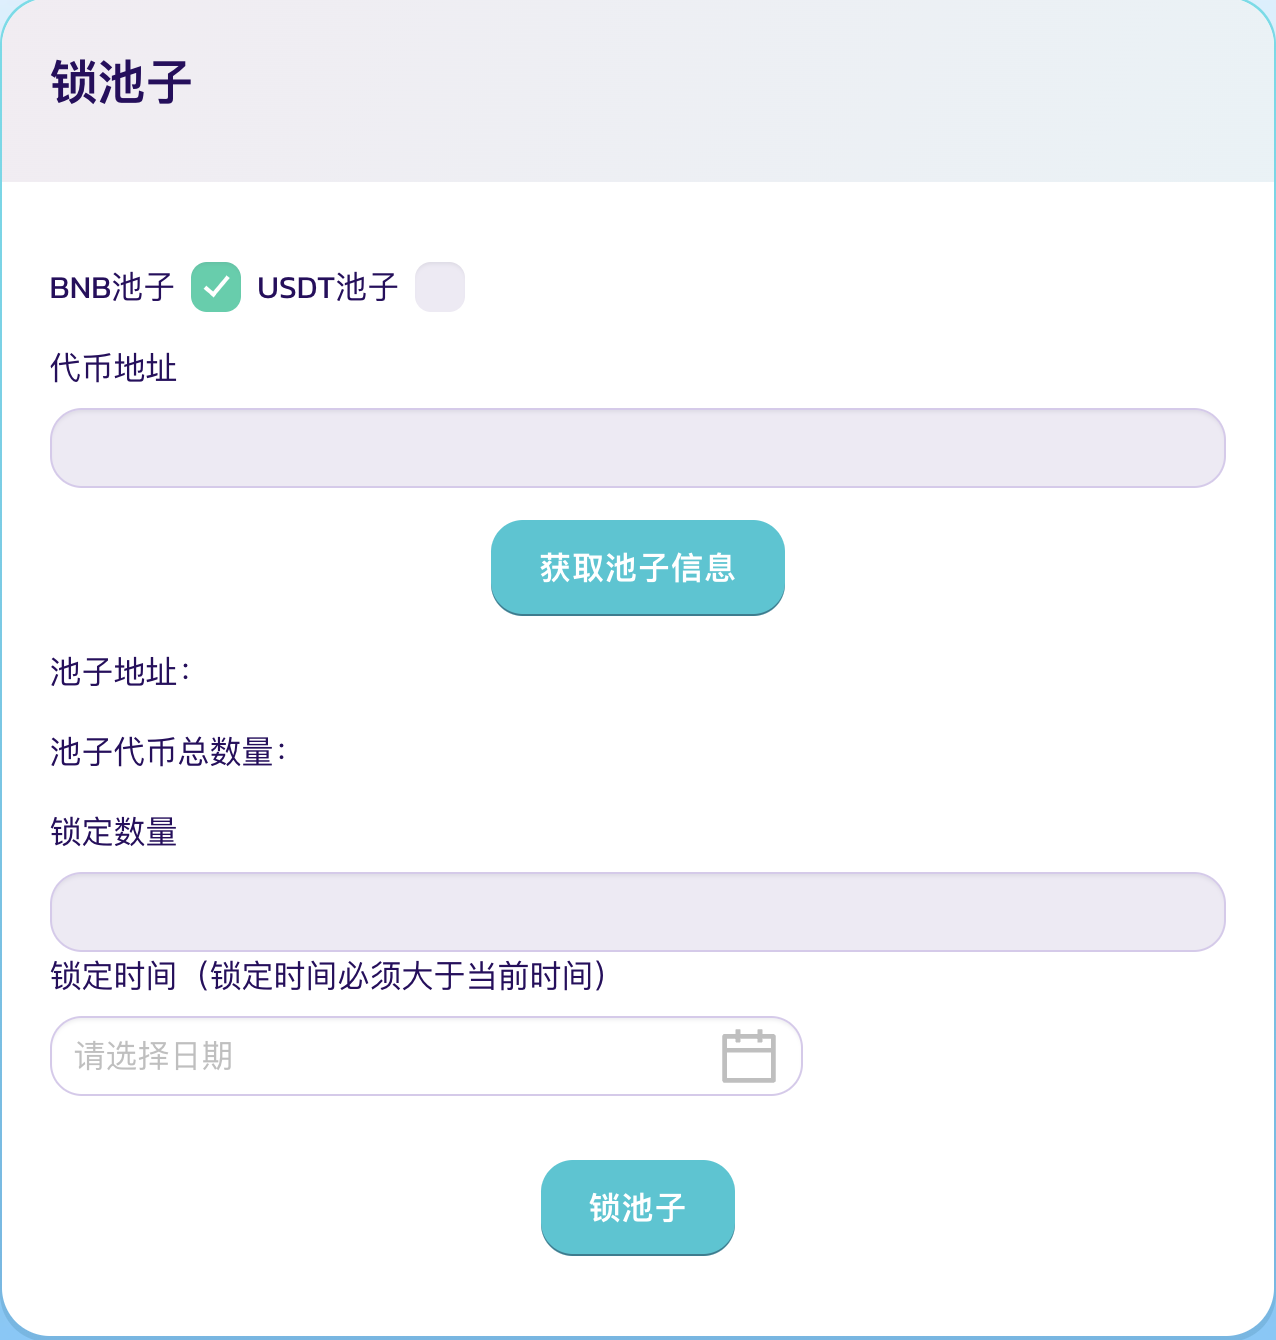 锁池子
BNB池子 USDT池子
代币地址
获取池子信息
池子地址：
池子代币总数量：
锁定数量
锁定时间（锁定时间必须大于当前时间）
请选择日期
锁池子